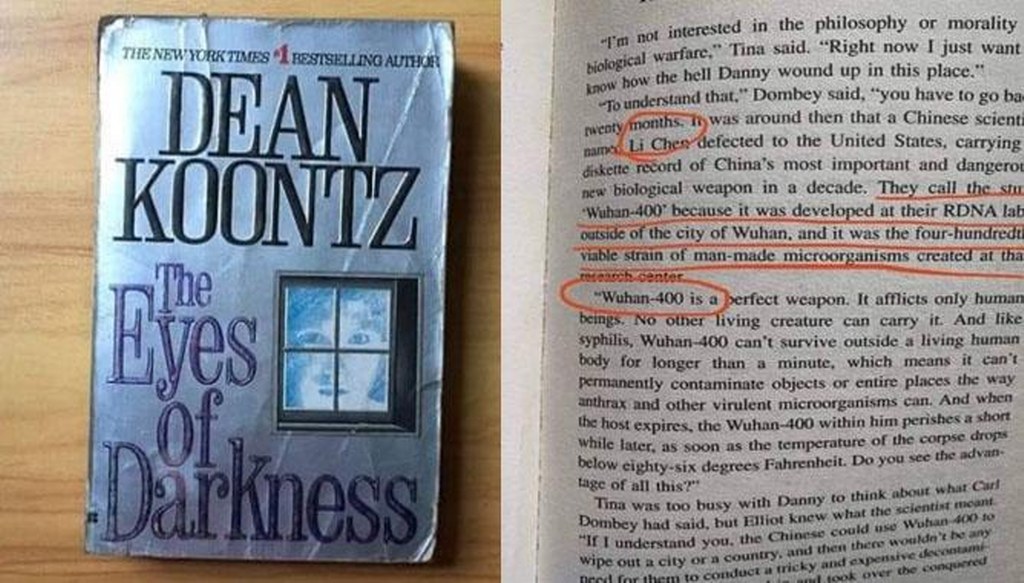 THE NEW YORK TIMES #1 BESTSELLING AUTHOR
DEAN
KOONTZ
The
Eyes
of
Darkness
"I'm not interested in the philosophy or morality
biological warfare," Tina said. "Right now I just want
know how the hell Danny wound up in this place."
"To understand that," Dombey said, "you have to go ba
twenty months. It was around then that a Chinese scienti
named Li Chen defected to the United States, carrying
diskette record of China's most important and dangerou
new biological weapon in a decade. They call the stu
'Wuhan-400' because it was developed at their RDNA lab
outside of the city of Wuhan, and it was the four-hundredt
viable strain of man-made microorganisms created at tha
research center.
"Wuhan-400 is a perfect weapon. It afflicts only human
beings. No other living creature can carry it. And like
syphilis, Wuhan-400 can't survive outside a living human
body for longer than a minute, which means it can't
permanently contaminate objects or entire places the way
anthrax and other virulent microorganisms can. And when
the host expires, the Wuhan-400 within him perishes a short
while later, as soon as the temperature of the corpse drops
below eighty-six degrees Fahrenheit. Do you see the advan-
tage of all this?"
Tina was too busy with Danny to think about what Carl
Dombey had said, but Elliot knew what the scientist meant.
"If I understand you, the Chinese could use Wuhan-400 to
wipe out a city or a country, and then there wouldn't be any
need for them to conduct a tricky and expensive decontami-
and took over the conquered